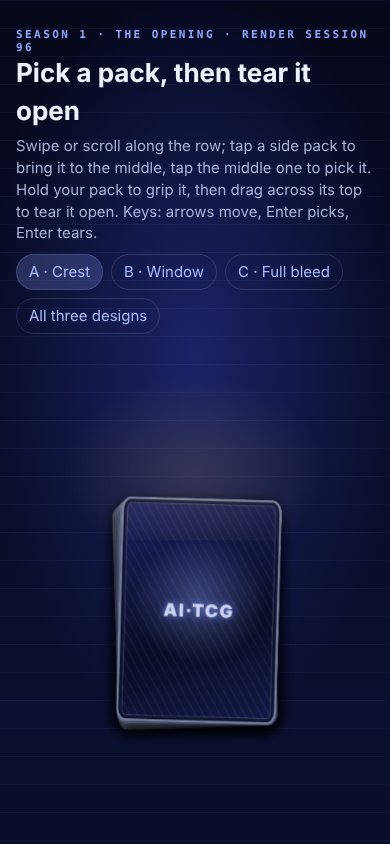 SEASON 1 · THE OPENING · RENDER SESSION
96
Pick a pack, then tear it
open
Swipe or scroll along the row; tap a side pack to
bring it to the middle, tap the middle one to pick it.
Hold your pack to grip it, then drag across its top
to tear it open. Keys: arrows move, Enter picks,
Enter tears.
A · Crest
B · Window
C · Full bleed
All three designs
AI·TCG